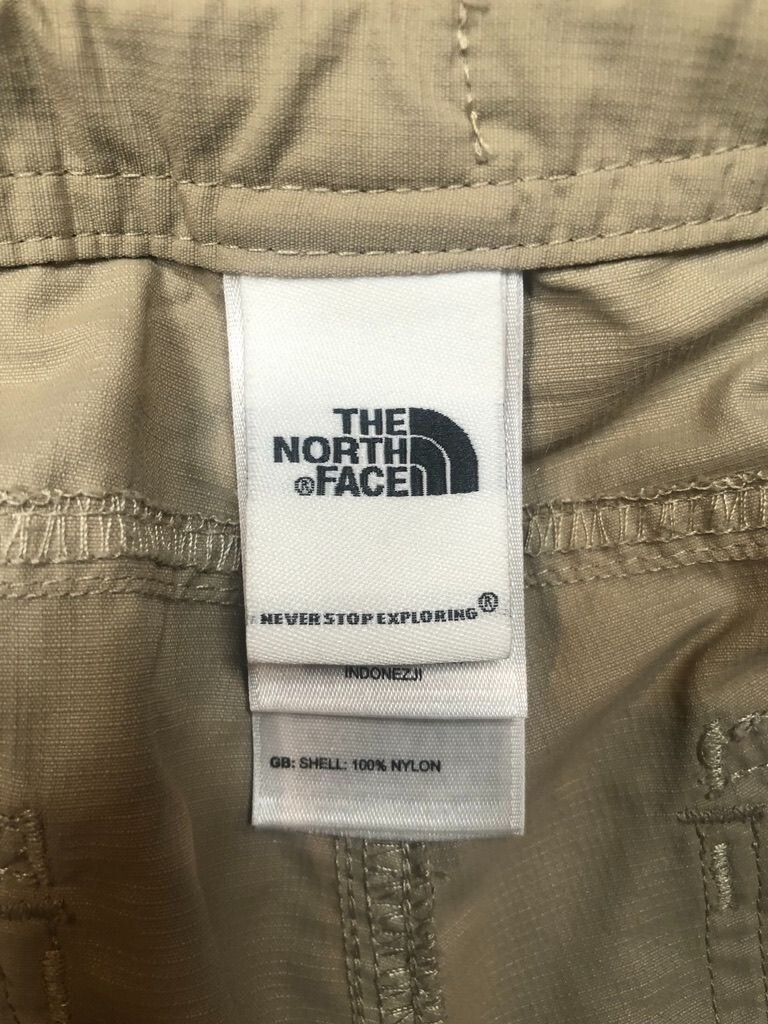 THE
NORTH
®FACE
NEVER STOP EXPLORING®
INDONEZJI
GB: SHELL: 100% NYLON